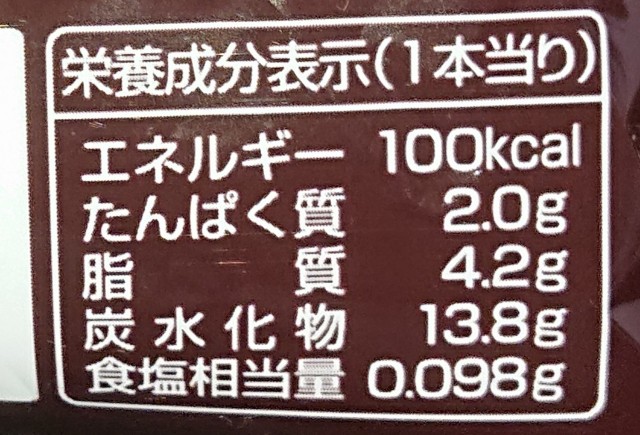 栄養成分表示(1本当り)
エネルギー 100kcal
たんぱく質 2.0g
脂質 4.2g
炭水化物 13.8g
食塩相当量 0.098g